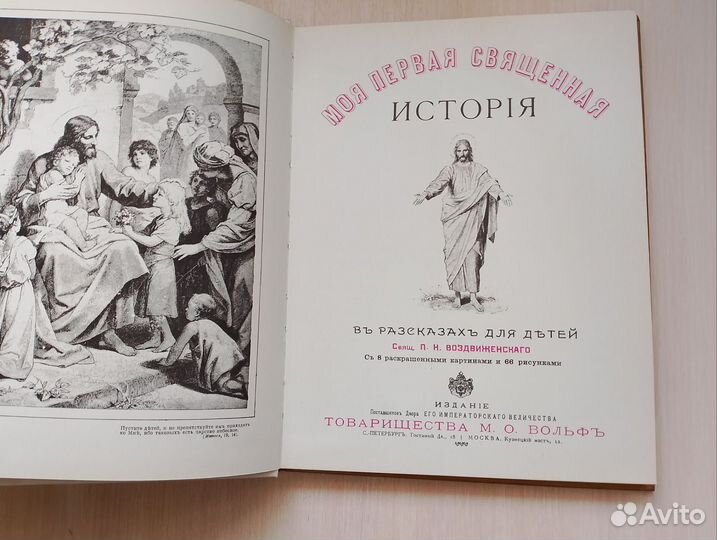 Пустите дѣтей, и не препятствуйте имъ приходить
ко Мнѣ, ибо таковыхъ есть царство небесное.
МОЯ ПЕРВАЯ СВЯЩЕННАЯ
ИСТОРІЯ
ВЪ РАЗСКАЗАХЪ ДЛЯ ДѢТЕЙ
Свящ. П. Н. ВОЗДВИЖЕНСКАГО
Съ 8 раскрашенными картинами и 66 рисунками
ИЗДАНІЕ
Поставщиковъ Двора ЕГО ИМПЕРАТОРСКАГО ВЕЛИЧЕСТВА
ТОВАРИЩЕСТВА М. О. ВОЛЬФЪ
С.-ПЕТЕРБУРГЪ, Гостиный Дв., 18 | МОСКВА, Кузнецкій мостъ, 12.
Avito